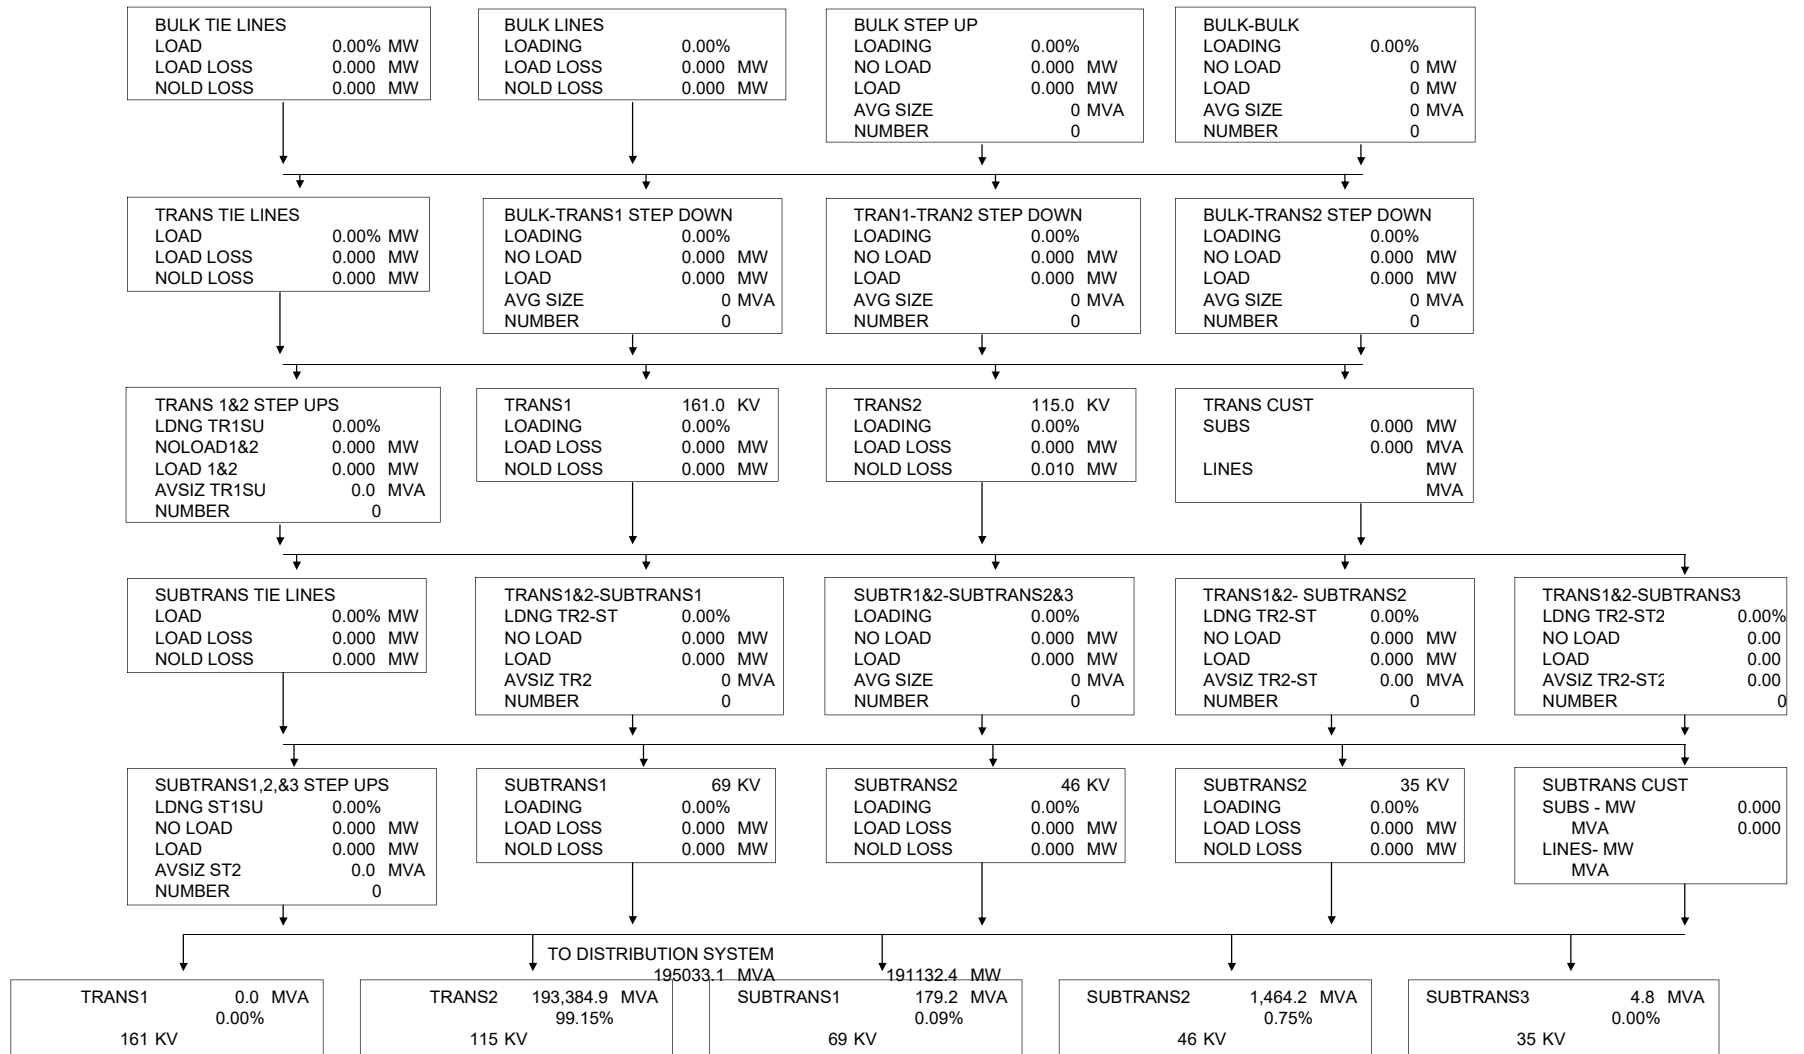 BULK TIE LINES
LOAD 0.00% MW
LOAD LOSS 0.000 MW
NOLD LOSS 0.000 MW
BULK LINES
LOADING 0.00%
LOAD LOSS 0.000 MW
NOLD LOSS 0.000 MW
BULK STEP UP
LOADING 0.00%
NO LOAD 0.000 MW
LOAD 0.000 MW
AVG SIZE 0 MVA
NUMBER 0
BULK-BULK
LOADING 0.00%
NO LOAD 0 MW
LOAD 0 MW
AVG SIZE 0 MVA
NUMBER 0
TRANS TIE LINES
LOAD 0.00% MW
LOAD LOSS 0.000 MW
NOLD LOSS 0.000 MW
BULK-TRANS1 STEP DOWN
LOADING 0.00%
NO LOAD 0.000 MW
LOAD 0.000 MW
AVG SIZE 0 MVA
NUMBER 0
TRAN1-TRAN2 STEP DOWN
LOADING 0.00%
NO LOAD 0.000 MW
LOAD 0.000 MW
AVG SIZE 0 MVA
NUMBER 0
BULK-TRANS2 STEP DOWN
LOADING 0.00%
NO LOAD 0.000 MW
LOAD 0.000 MW
AVG SIZE 0 MVA
NUMBER 0
TRANS 1&2 STEP UPS
LDNG TR1SU 0.00%
NOLOAD1&2 0.000 MW
LOAD 1&2 0.000 MW
AVSIZ TR1SU 0.0 MVA
NUMBER 0
TRANS1 161.0 KV
LOADING 0.00%
LOAD LOSS 0.000 MW
NOLD LOSS 0.000 MW
TRANS2 115.0 KV
LOADING 0.00%
LOAD LOSS 0.000 MW
NOLD LOSS 0.010 MW
TRANS CUST
SUBS 0.000 MW
0.000 MVA
LINES MW
MVA
SUBTRANS TIE LINES
LOAD 0.00% MW
LOAD LOSS 0.000 MW
NOLD LOSS 0.000 MW
TRANS1&2-SUBTRANS1
LDNG TR2-ST 0.00%
NO LOAD 0.000 MW
LOAD 0.000 MW
AVSIZ TR2 0 MVA
NUMBER 0
SUBTR1&2-SUBTRANS2&3
LOADING 0.00%
NO LOAD 0.000 MW
LOAD 0.000 MW
AVG SIZE 0 MVA
NUMBER 0
TRANS1&2- SUBTRANS2
LDNG TR2-ST 0.00%
NO LOAD 0.000 MW
LOAD 0.000 MW
AVSIZ TR2-ST 0.00 MVA
NUMBER 0
TRANS1&2-SUBTRANS3
LDNG TR2-ST2 0.00%
NO LOAD 0.00
LOAD 0.00
AVSIZ TR2-ST2 0.00
NUMBER 0
SUBTRANS1,2,&3 STEP UPS
LDNG ST1SU 0.00%
NO LOAD 0.000 MW
LOAD 0.000 MW
AVSIZ ST2 0.0 MVA
NUMBER 0
SUBTRANS1 69 KV
LOADING 0.00%
LOAD LOSS 0.000 MW
NOLD LOSS 0.000 MW
SUBTRANS2 46 KV
LOADING 0.00%
LOAD LOSS 0.000 MW
NOLD LOSS 0.000 MW
SUBTRANS2 35 KV
LOADING 0.00%
LOAD LOSS 0.000 MW
NOLD LOSS 0.000 MW
SUBTRANS CUST
SUBS - MW 0.000
MVA 0.000
LINES- MW
MVA
TO DISTRIBUTION SYSTEM
195033.1 MVA 191132.4 MW
TRANS1 0.0 MVA
0.00%
161 KV
TRANS2 193,384.9 MVA
99.15%
115 KV
SUBTRANS1 179.2 MVA
0.09%
69 KV
SUBTRANS2 1,464.2 MVA
0.75%
46 KV
SUBTRANS3 4.8 MVA
0.00%
35 KV